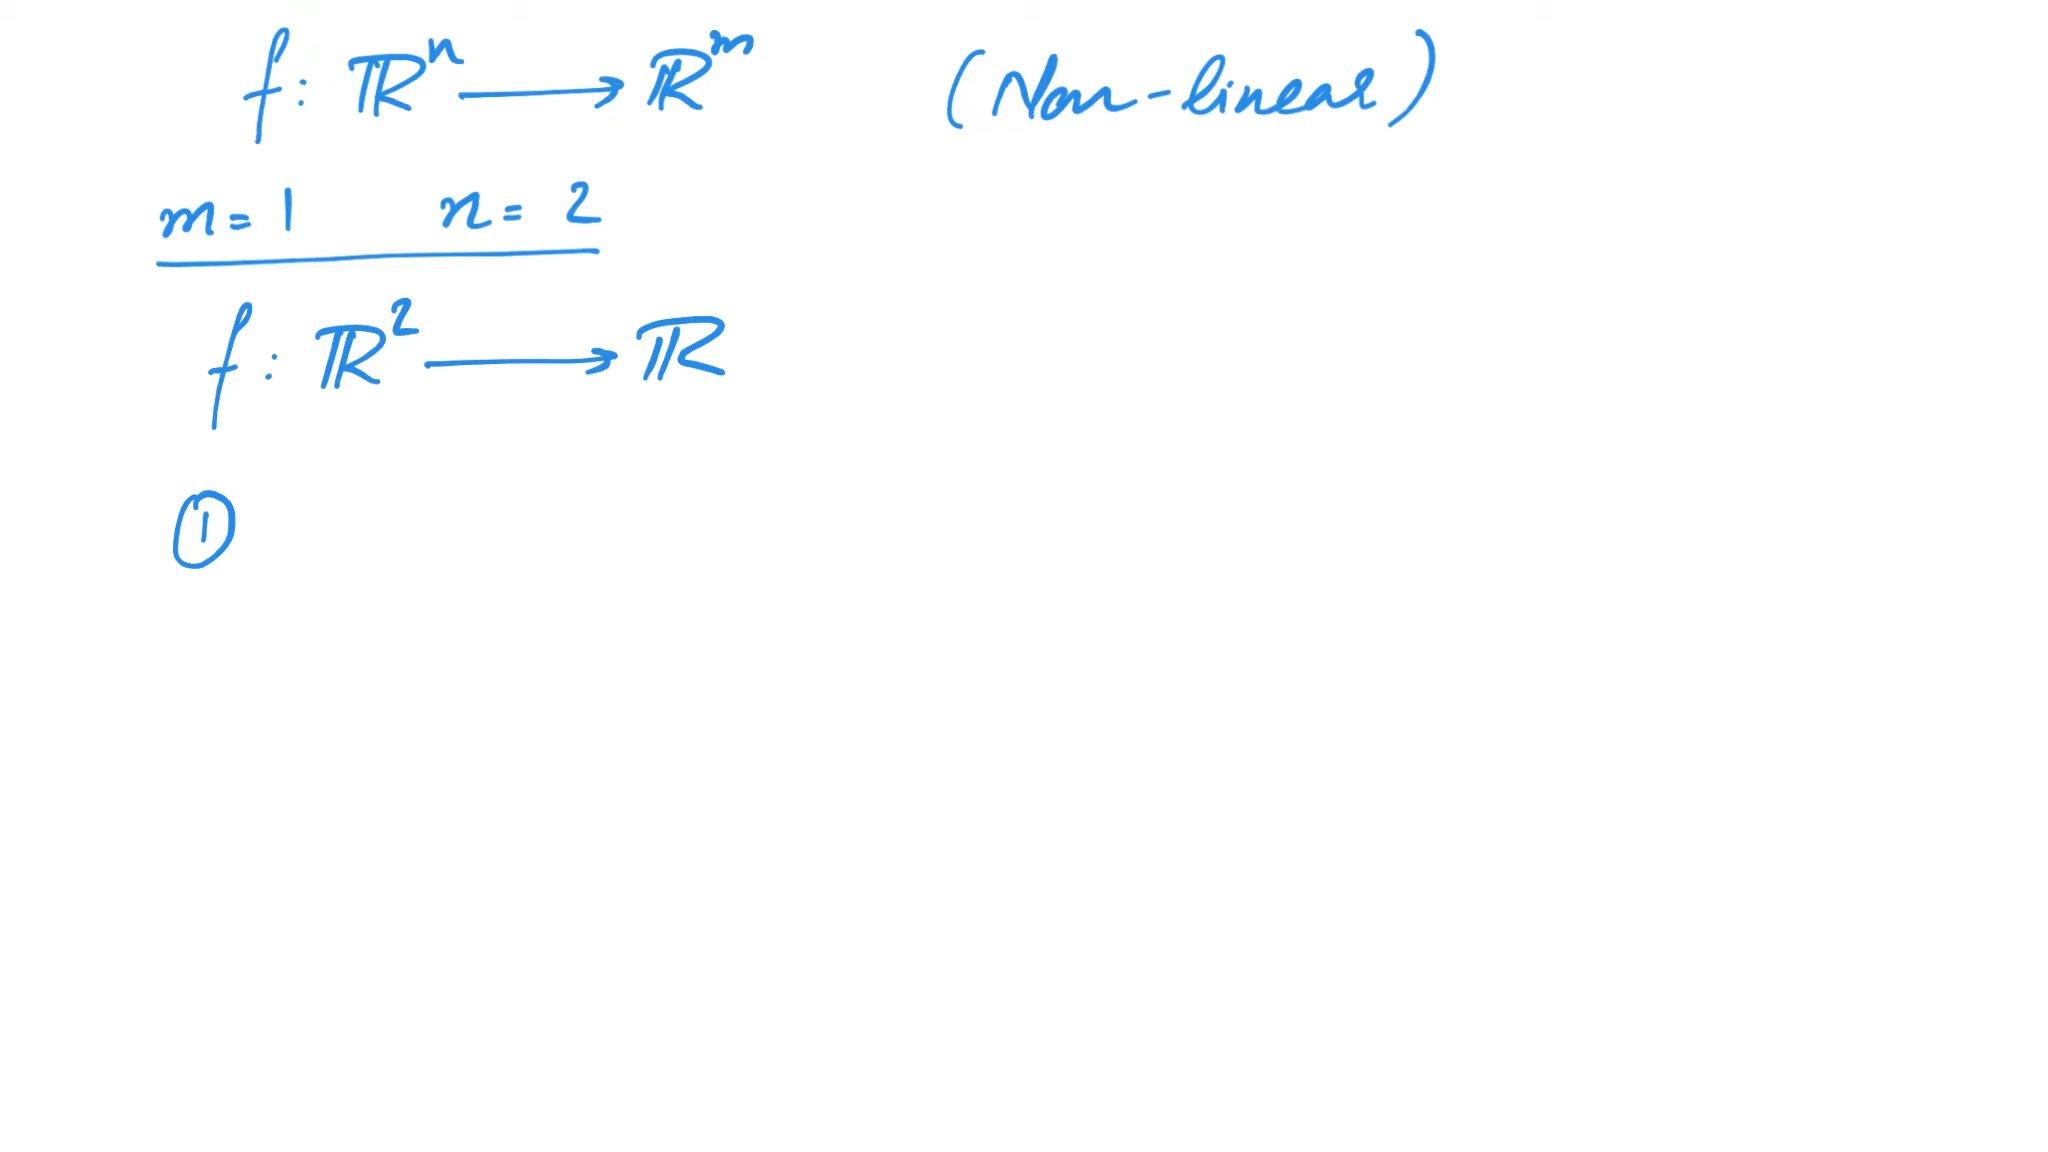 f : ℝⁿ ⟶ ℝᵐ (Non-linear)
m = 1 n = 2
f : ℝ² ⟶ ℝ
①